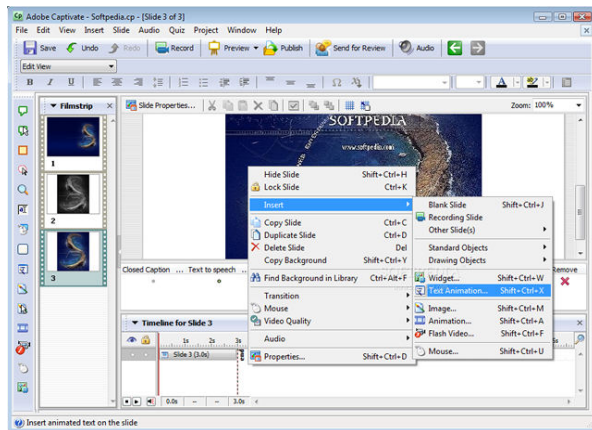 Adobe Captivate - Softpedia.cp - [Slide 3 of 3]
File Edit View Insert Slide Audio Quiz Project Window Help
Save Undo Redo Record Preview Publish Send for Review Audio
Edit View
B I U
Filmstrip
Slide Properties... Zoom: 100%
1
2
3
SOFTPEDIA
www.softpedia.com
Hide Slide Shift+Ctrl+H
Lock Slide Ctrl+K
Insert
Copy Slide Ctrl+C
Duplicate Slide Ctrl+D
Delete Slide Del
Copy Background Shift+Ctrl+Y
Find Background in Library Ctrl+Alt+F
Transition
Mouse
Video Quality
Audio
Properties... Shift+Ctrl+D
Blank Slide Shift+Ctrl+J
Recording Slide
Other Slide(s)
Standard Objects
Drawing Objects
Widget... Shift+Ctrl+W
Text Animation... Shift+Ctrl+X
Image... Shift+Ctrl+M
Animation... Shift+Ctrl+A
Flash Video... Shift+Ctrl+F
Mouse... Shift+Ctrl+U
Closed Caption ... Text to speech ... Remove
Timeline for Slide 3
1s 2s 3s
Slide 3 (3.0s)
0.0s -- -- 3.0s
Insert animated text on the slide